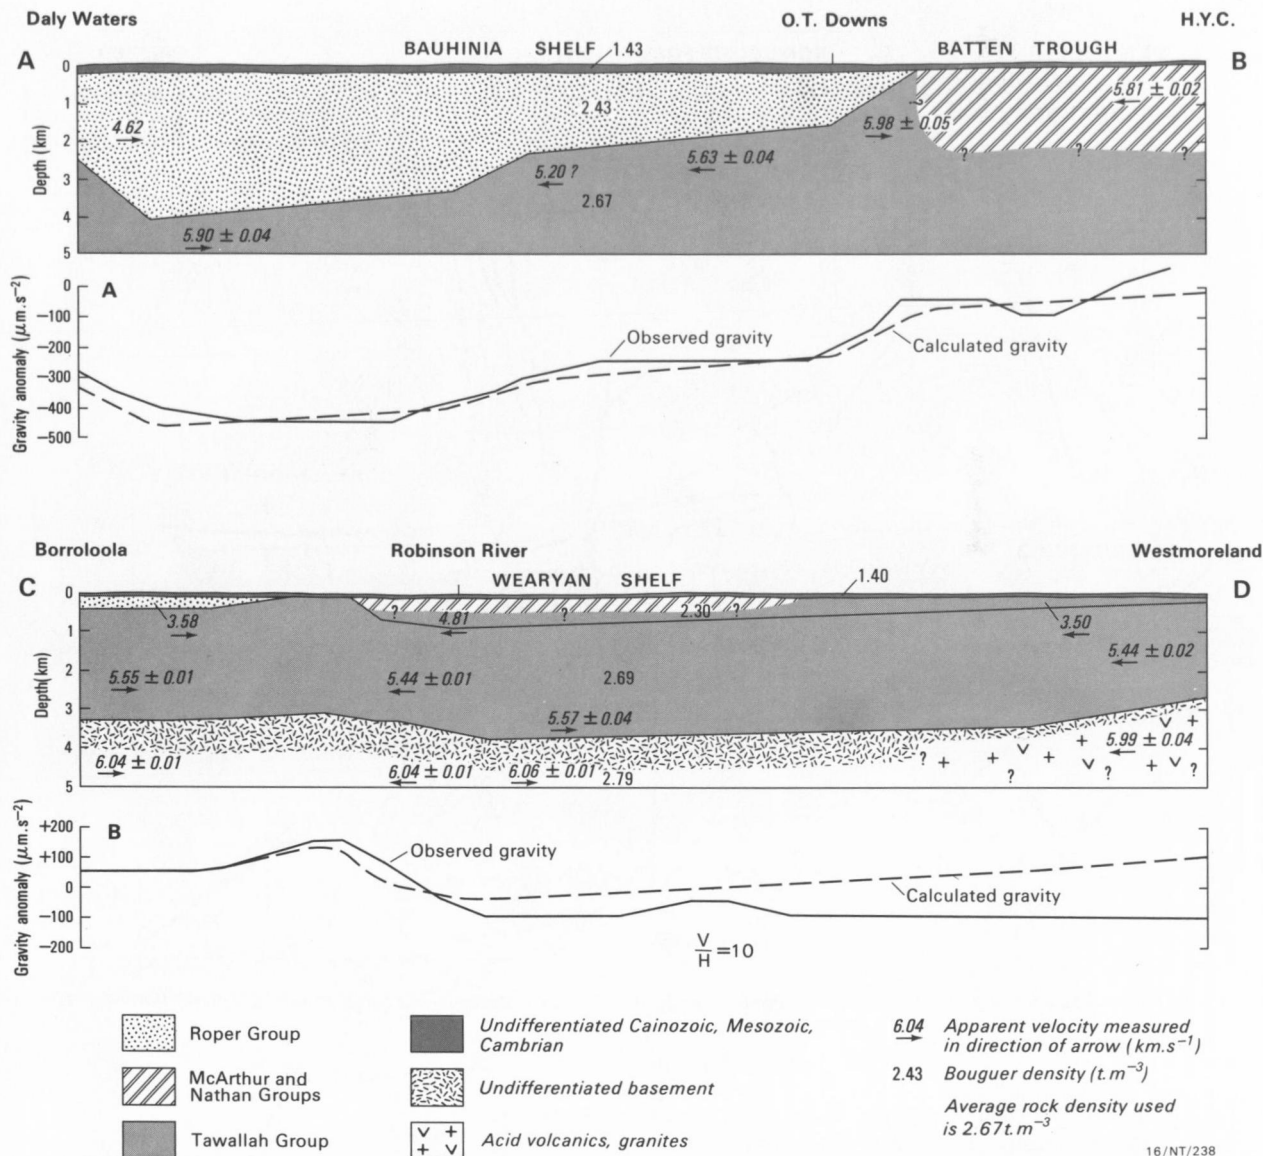 Daly Waters O.T. Downs H.Y.C.
BAUHINIA SHELF 1.43 BATTEN TROUGH
A B
0
1
2
3
4
5
Depth (km)
4.62
2.43
5.98 ± 0.05
5.81 ± 0.02
?
5.20 ?
5.63 ± 0.04
? ? ?
2.67
5.90 ± 0.04
A
Gravity anomaly (μm.s⁻²)
0
−100
−200
−300
−400
−500
Observed gravity
Calculated gravity
Borroloola Robinson River Westmoreland
WEARYAN SHELF 1.40
C D
0
1
2
3
4
5
Depth(km)
3.58
? 4.81 ? 2.30 ?
3.50
5.55 ± 0.01
5.44 ± 0.01
2.69
5.44 ± 0.02
5.57 ± 0.04
5.99 ± 0.04
6.04 ± 0.01
6.04 ± 0.01
6.06 ± 0.01
2.79
? ? ? ?
B
Gravity anomaly (μm.s⁻²)
+200
+100
0
−100
−200
Observed gravity
Calculated gravity
V
H =10
Roper Group
McArthur and
Nathan Groups
Tawallah Group
Undifferentiated Cainozoic, Mesozoic,
Cambrian
Undifferentiated basement
V +
+ V
Acid volcanics, granites
6.04 Apparent velocity measured
in direction of arrow (km.s⁻¹)
2.43 Bouguer density (t.m⁻³)
Average rock density used
is 2.67t.m⁻³
16/NT/238